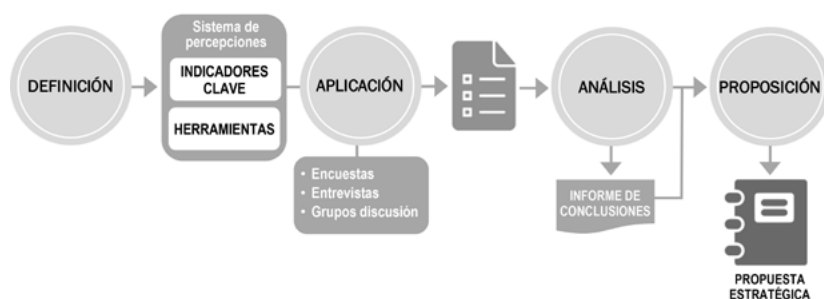 DEFINICIÓN
Sistema de
percepciones
INDICADORES
CLAVE
HERRAMIENTAS
APLICACIÓN
• Encuestas
• Entrevistas
• Grupos discusión
ANÁLISIS
INFORME DE
CONCLUSIONES
PROPOSICIÓN
PROPUESTA
ESTRATÉGICA